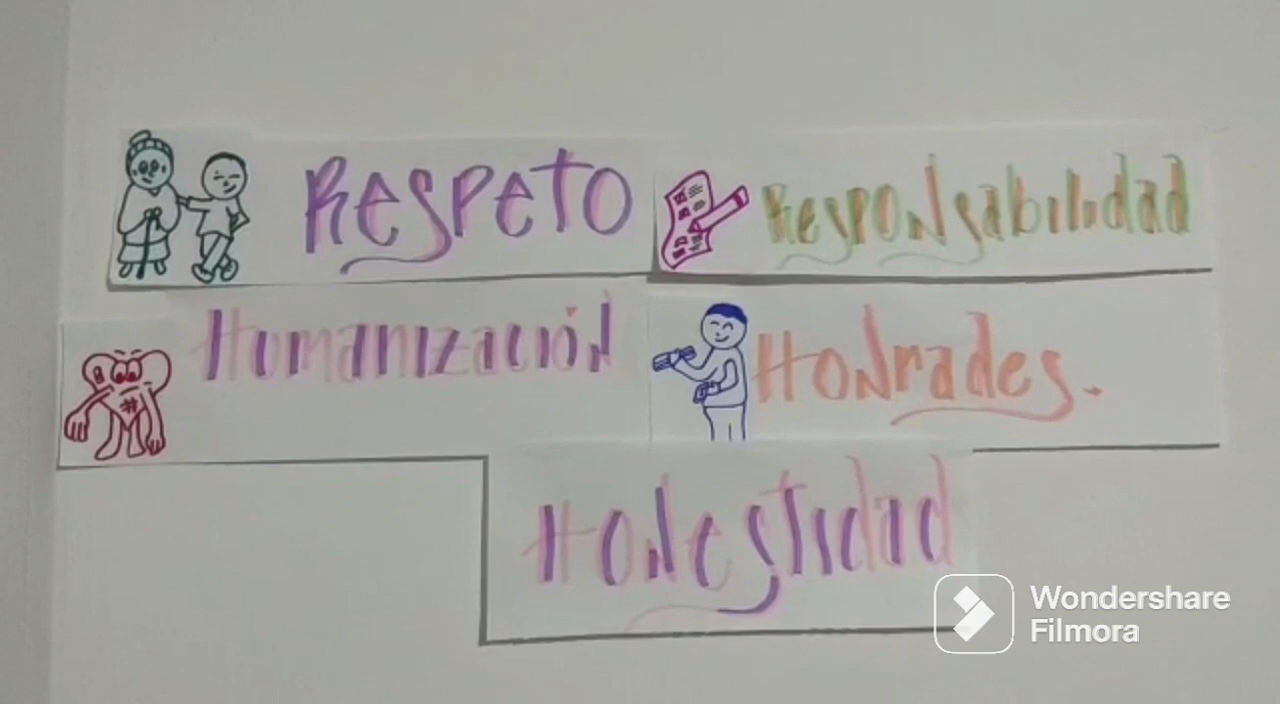 Respeto
Responsabilidad
Humanización
Honrades.
Honestidad
Wondershare
Filmora